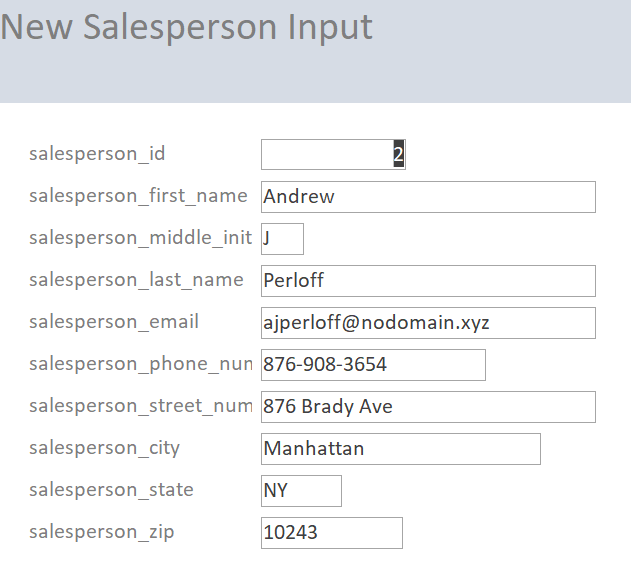 New Salesperson Input
salesperson_id 2
salesperson_first_name Andrew
salesperson_middle_init J
salesperson_last_name Perloff
salesperson_email ajperloff@nodomain.xyz
salesperson_phone_num 876-908-3654
salesperson_street_num 876 Brady Ave
salesperson_city Manhattan
salesperson_state NY
salesperson_zip 10243